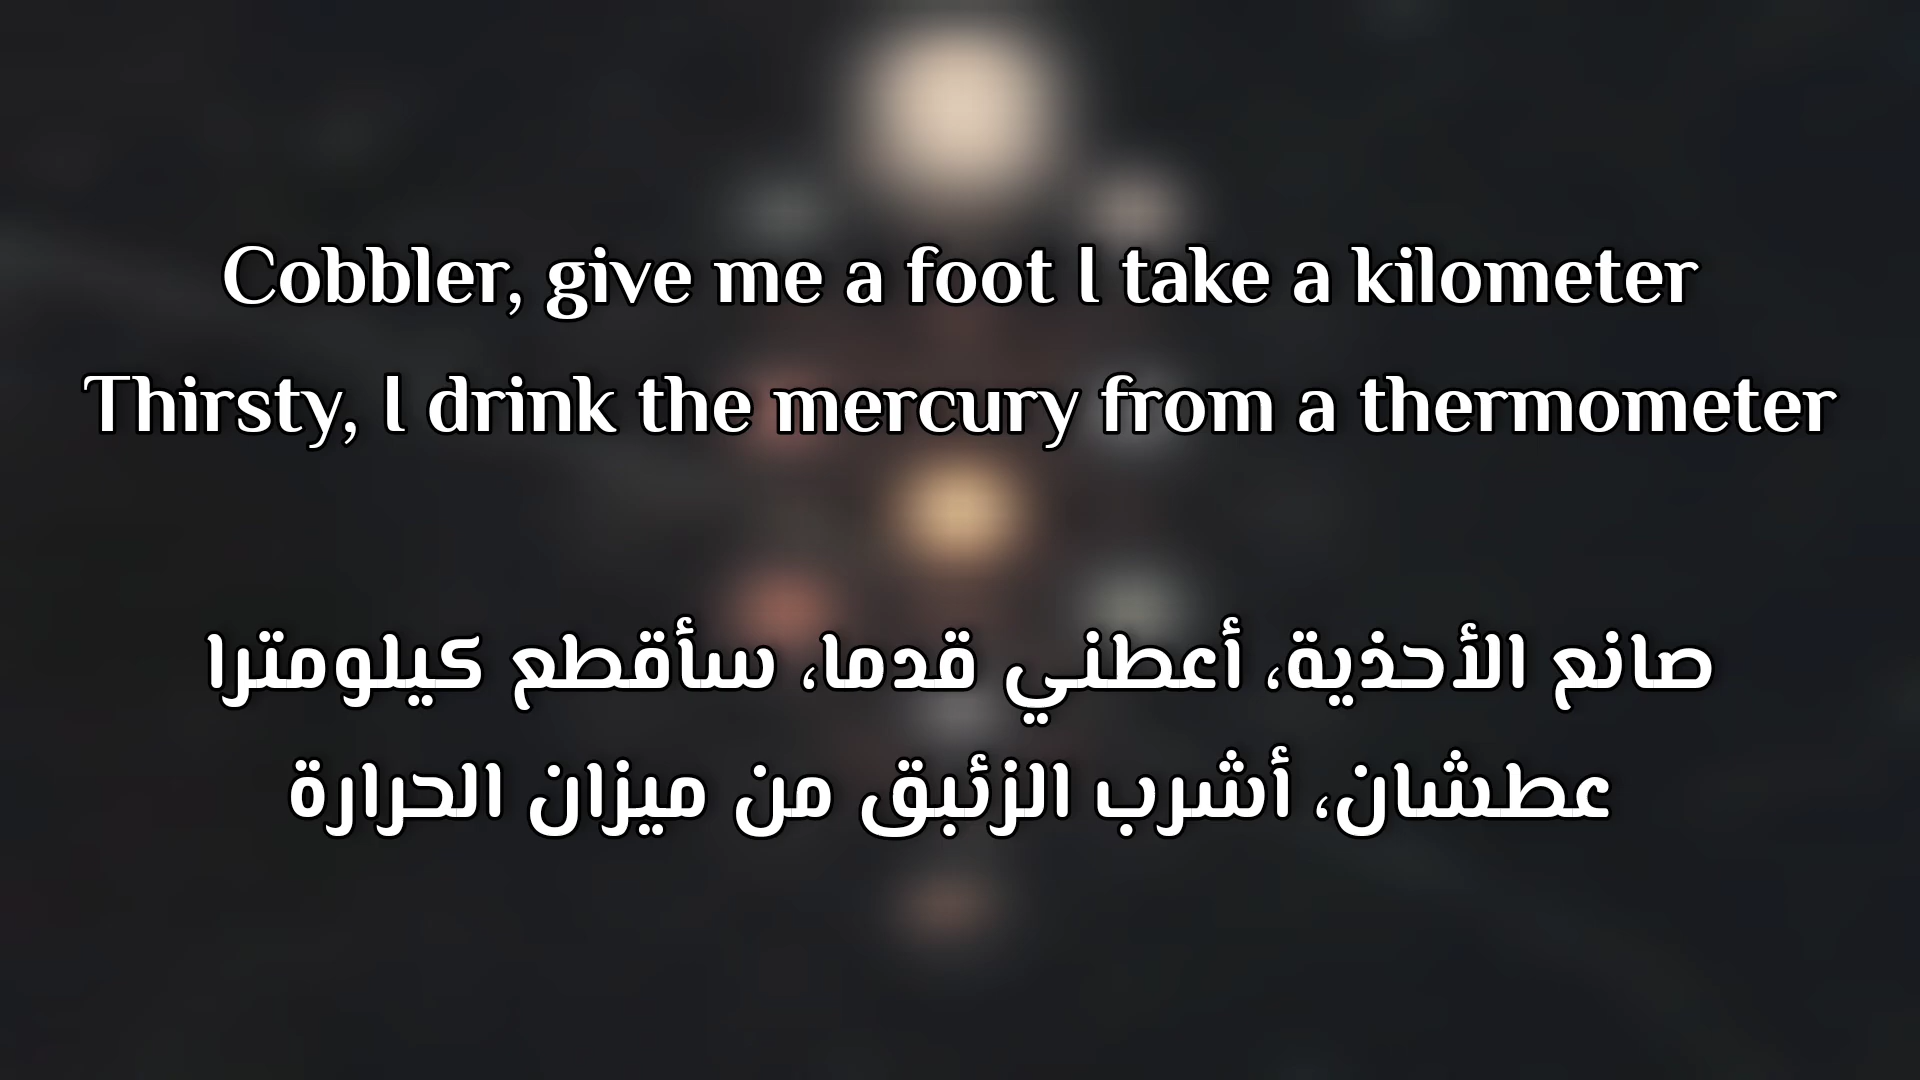 Cobbler, give me a foot I take a kilometer
Thirsty, I drink the mercury from a thermometer
صانع الأحذية، أعطني قدما، سأقطع كيلومترا
عطشان، أشرب الزئبق من ميزان الحرارة